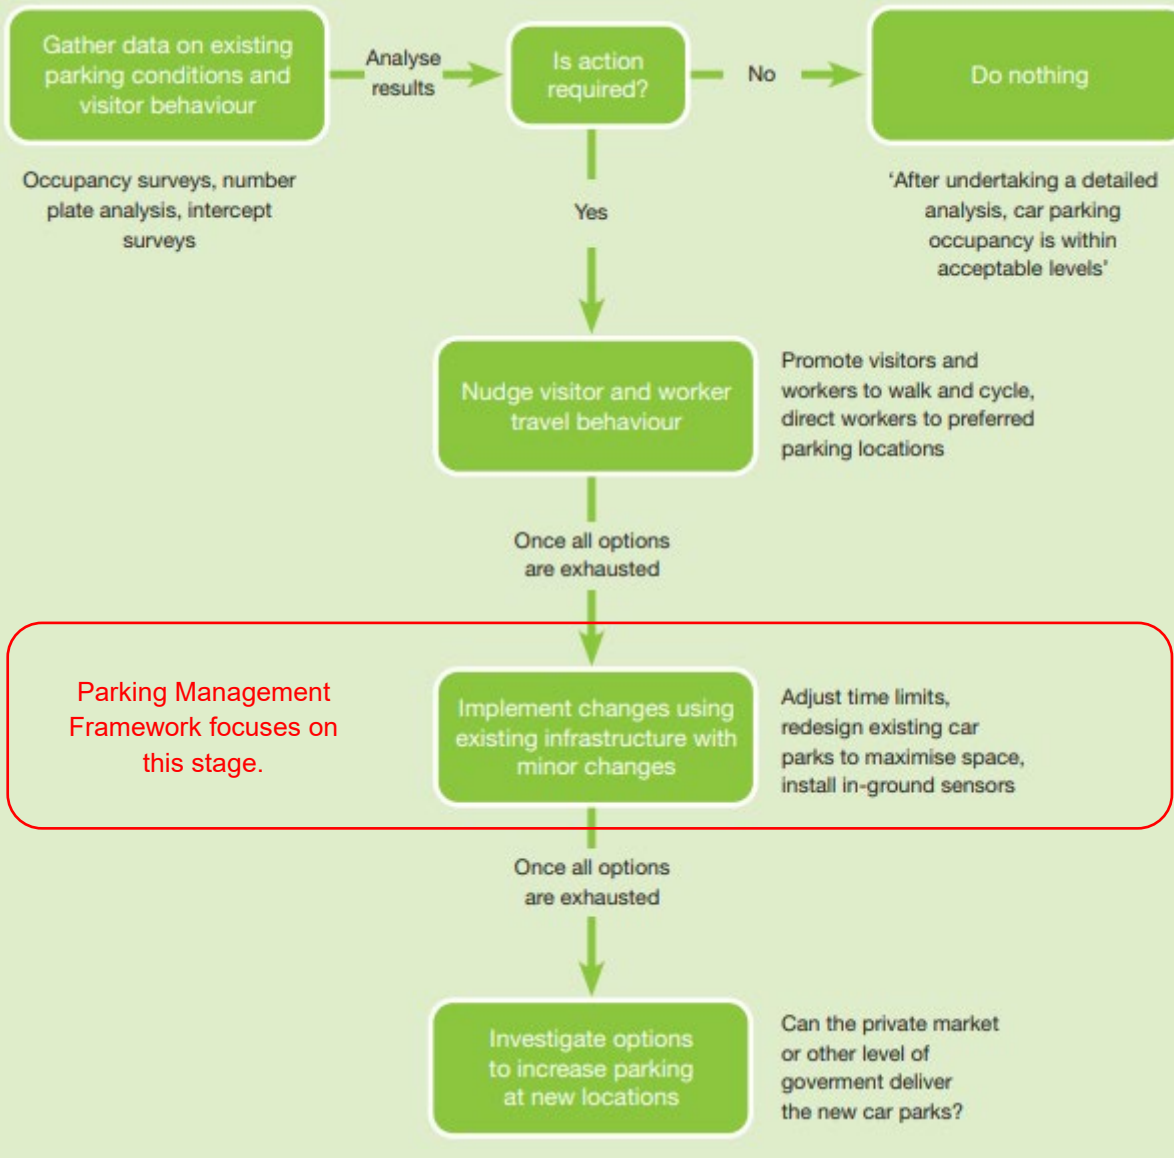 Gather data on existing
parking conditions and
visitor behaviour
Analyse
results
Is action
required?
No
Do nothing
Occupancy surveys, number
plate analysis, intercept
surveys
'After undertaking a detailed
analysis, car parking
occupancy is within
acceptable levels'
Yes
Nudge visitor and worker
travel behaviour
Promote visitors and
workers to walk and cycle,
direct workers to preferred
parking locations
Once all options
are exhausted
Parking Management
Framework focuses on
this stage.
Implement changes using
existing infrastructure with
minor changes
Adjust time limits,
redesign existing car
parks to maximise space,
install in-ground sensors
Once all options
are exhausted
Investigate options
to increase parking
at new locations
Can the private market
or other level of
goverment deliver
the new car parks?